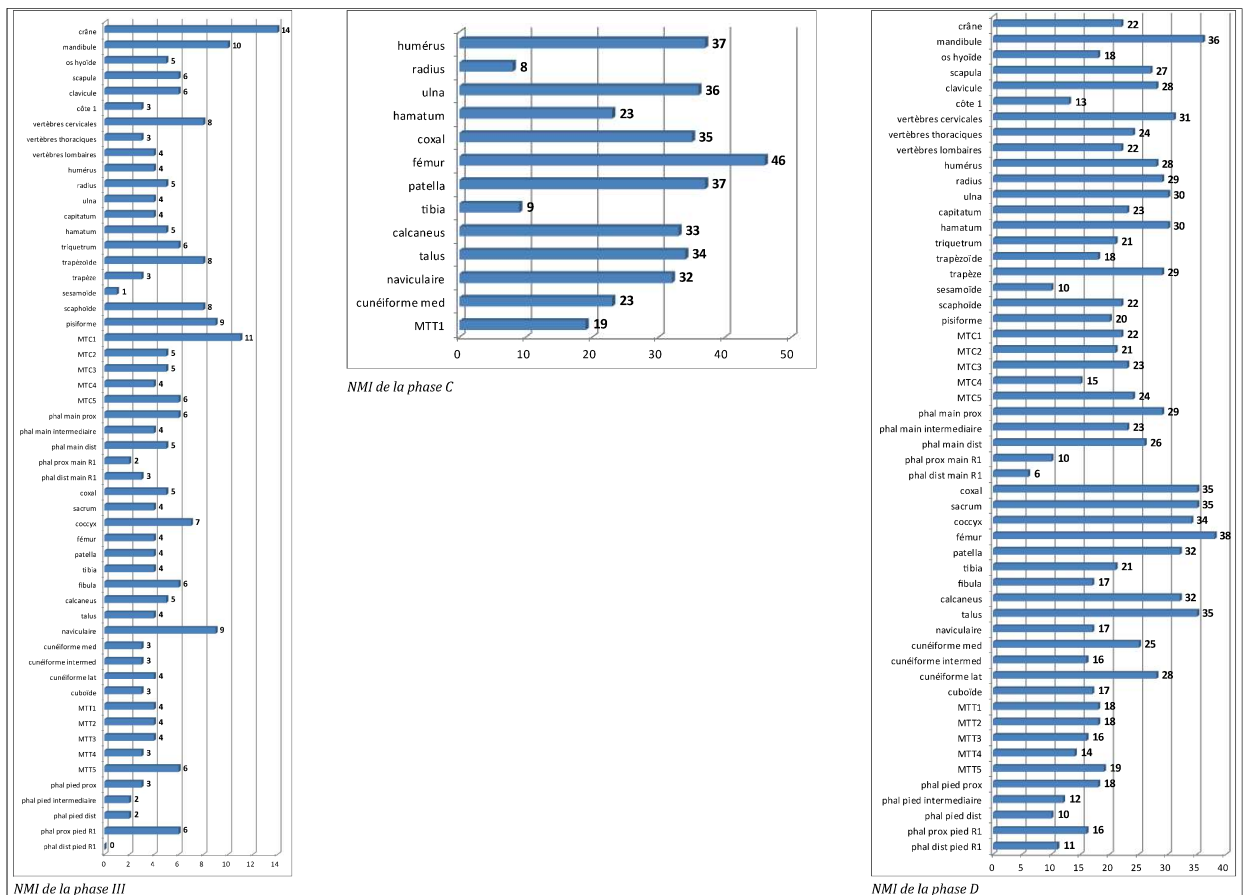 crâne 14
mandibule 10
os hyoïde 5
scapula 6
clavicule 6
côte 1 3
vertèbres cervicales 8
vertèbres thoraciques 3
vertèbres lombaires 4
humérus 4
radius 5
ulna 4
capitatum 4
hamatum 5
triquetrum 6
trapèzoïde 8
trapèze 3
sesamoïde 1
scaphoïde 8
pisiforme 9
MTC1 11
MTC2 5
MTC3 5
MTC4 4
MTC5 6
phal main prox 6
phal main intermediaire 4
phal main dist 5
phal prox main R1 2
phal dist main R1 3
coxal 5
sacrum 4
coccyx 7
fémur 4
patella 4
tibia 4
fibula 6
calcaneus 5
talus 4
naviculaire 9
cunéiforme med 3
cunéiforme intermed 3
cunéiforme lat 4
cuboïde 3
MTT1 4
MTT2 4
MTT3 4
MTT4 3
MTT5 6
phal pied prox 3
phal pied intermediaire 2
phal pied dist 2
phal prox pied R1 6
phal dist pied R1 0
0 2 4 6 8 10 12 14
NMI de la phase III
humérus 37
radius 8
ulna 36
hamatum 23
coxal 35
fémur 46
patella 37
tibia 9
calcaneus 33
talus 34
naviculaire 32
cunéiforme med 23
MTT1 19
0 10 20 30 40 50
NMI de la phase C
crâne 22
mandibule 36
os hyoïde 18
scapula 27
clavicule 28
côte 1 13
vertèbres cervicales 31
vertèbres thoraciques 24
vertèbres lombaires 22
humérus 28
radius 29
ulna 30
capitatum 23
hamatum 30
triquetrum 21
trapèzoïde 18
trapèze 29
sesamoïde 10
scaphoïde 22
pisiforme 20
MTC1 22
MTC2 21
MTC3 23
MTC4 15
MTC5 24
phal main prox 29
phal main intermediaire 23
phal main dist 26
phal prox main R1 10
phal dist main R1 6
coxal 35
sacrum 35
coccyx 34
fémur 38
patella 32
tibia 21
fibula 17
calcaneus 32
talus 35
naviculaire 17
cunéiforme med 25
cunéiforme intermed 16
cunéiforme lat 28
cuboïde 17
MTT1 18
MTT2 18
MTT3 16
MTT4 14
MTT5 19
phal pied prox 18
phal pied intermediaire 12
phal pied dist 10
phal prox pied R1 16
phal dist pied R1 11
0 5 10 15 20 25 30 35 40
NMI de la phase D